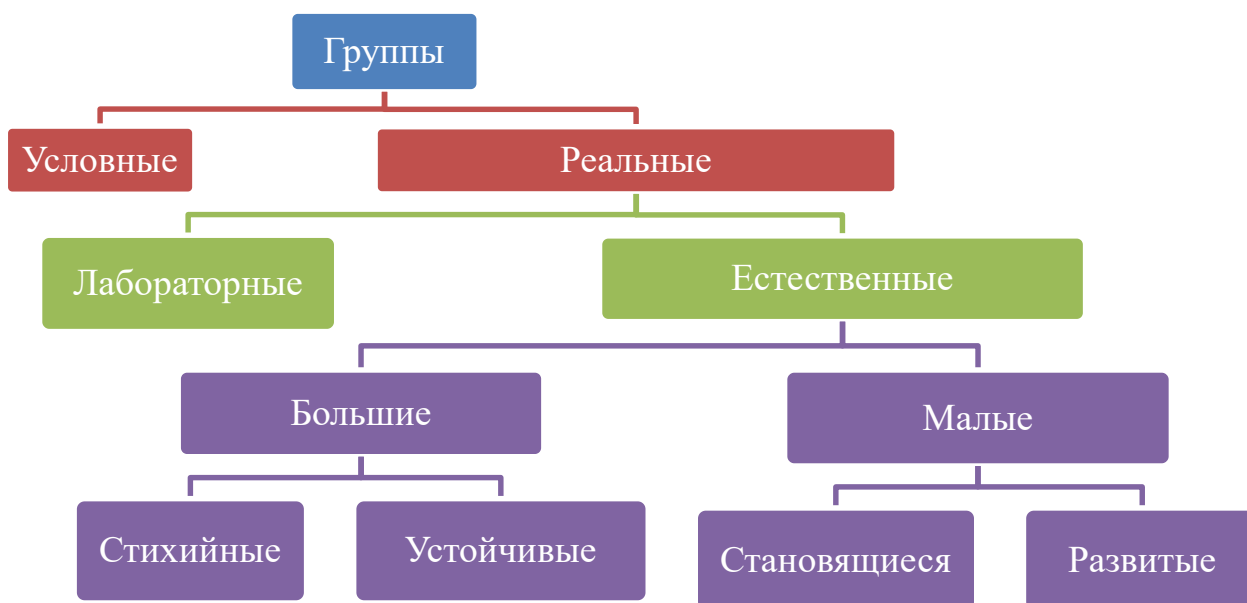 Группы
Условные
Реальные
Лабораторные
Естественные
Большие
Малые
Стихийные
Устойчивые
Становящиеся
Развитые